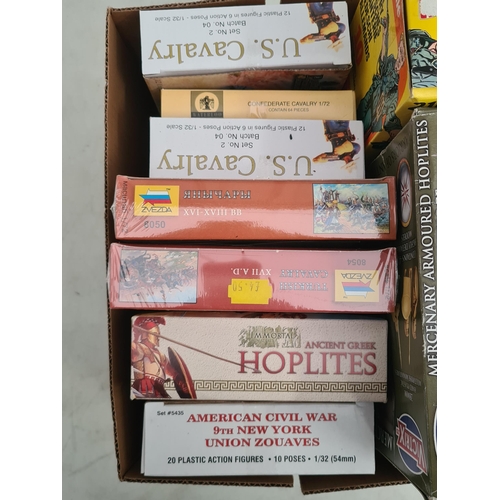 12 Plastic Figures in 6 Action Poses - 1/32 Scale
Batch No. 04
Set No. 2
U.S. Cavalry
CONFEDERATE CAVALRY 1/72
12 Plastic Figures in 6 Action Poses - 1/32 Scale
Batch No. 04
Set No. 2
U.S. Cavalry
ZVEZDA
8050
ZVEZDA
8054
XVII A.D.
£4.50
IMMORTAL
ANCIENT GREEK
HOPLITES
Set #5435
AMERICAN CIVIL WAR
9TH NEW YORK
UNION ZOUAVES
20 PLASTIC ACTION FIGURES • 10 POSES • 1/32 (54mm)
MERCENARY ARMOURED HOPLITES
VICTRIX